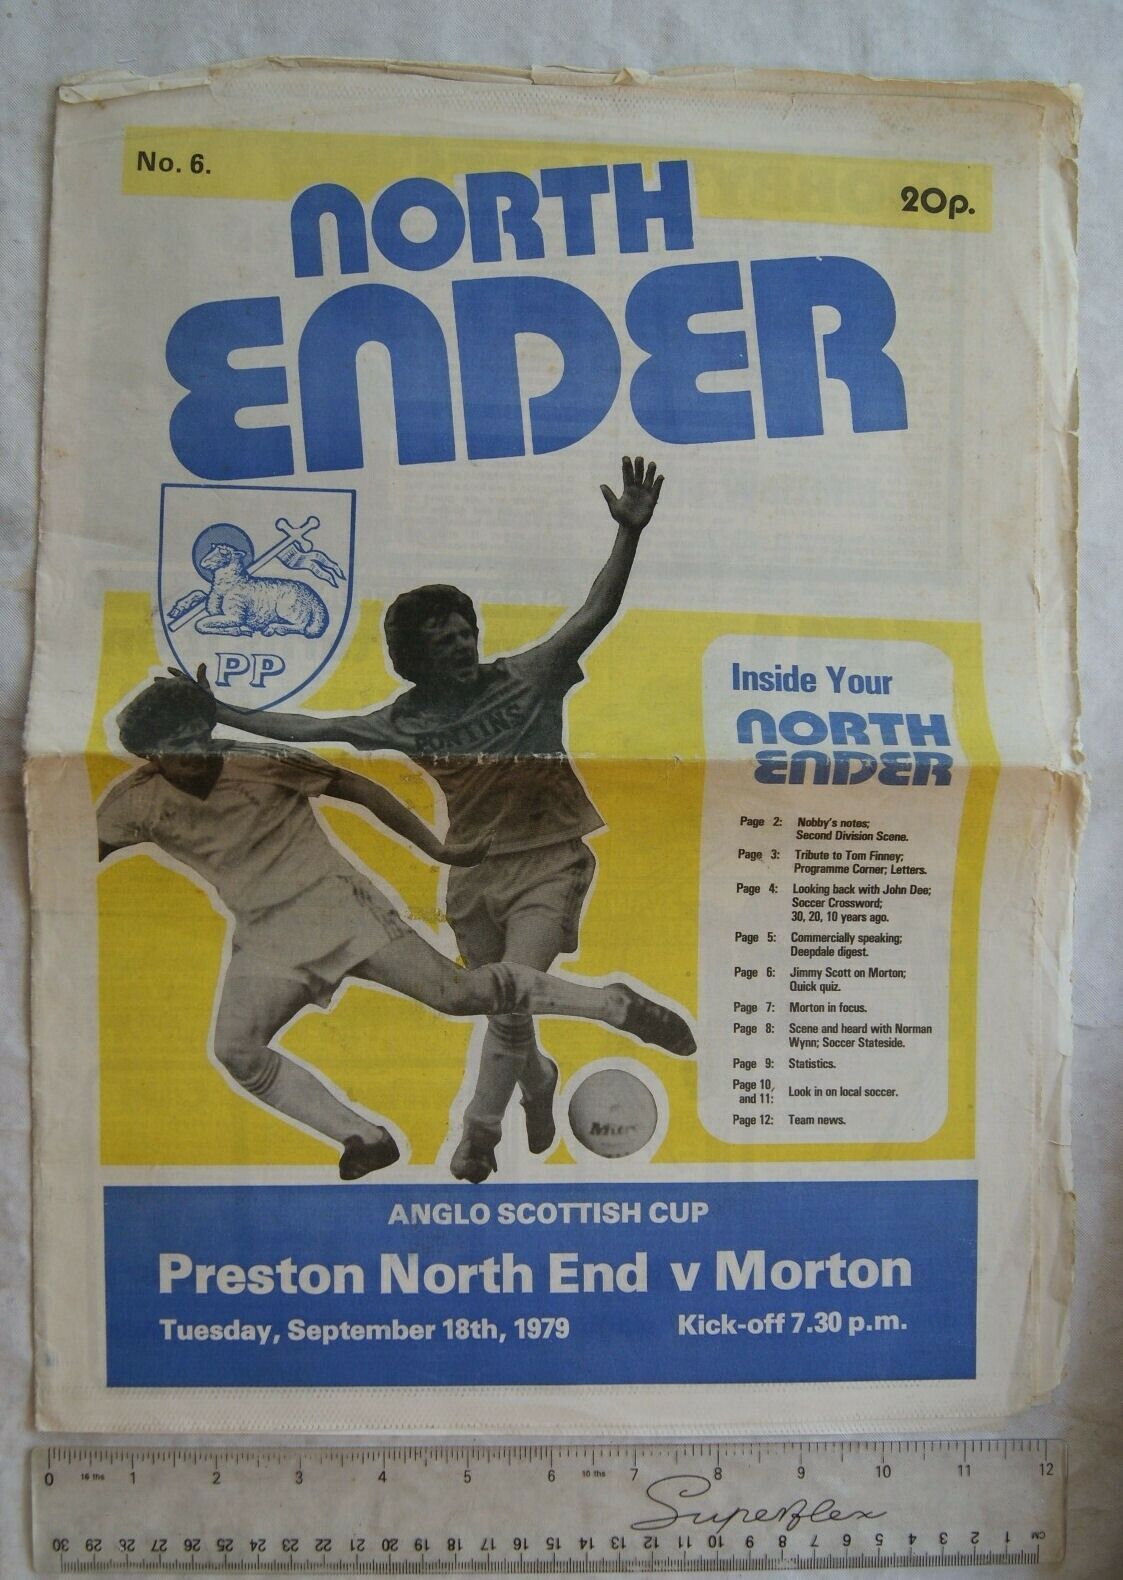 No. 6.
20p.
NORTH
ENDER
PP
PONTINS
Inside Your
NORTH
ENDER
Page 2: Nobby's notes;
Second Division Scene.
Page 3: Tribute to Tom Finney;
Programme Corner; Letters.
Page 4: Looking back with John Dee;
Soccer Crossword;
30, 20, 10 years ago.
Page 5: Commercially speaking;
Deepdale digest.
Page 6: Jimmy Scott on Morton;
Quick quiz.
Page 7: Morton in focus.
Page 8: Scene and heard with Norman
Wynn; Soccer Stateside.
Page 9: Statistics.
Page 10,
and 11: Look in on local soccer.
Page 12: Team news.
ANGLO SCOTTISH CUP
Preston North End v Morton
Tuesday, September 18th, 1979 Kick-off 7.30 p.m.
0 16 ths 1 2 3 4 5 6 10 ths 7 8 9 10 11 12
Superflex
30 29 28 27 26 25 24 23 22 21 20 19 18 17 16 15 14 13 12 11 10 9 8 7 6 5 4 3 2 1 CM